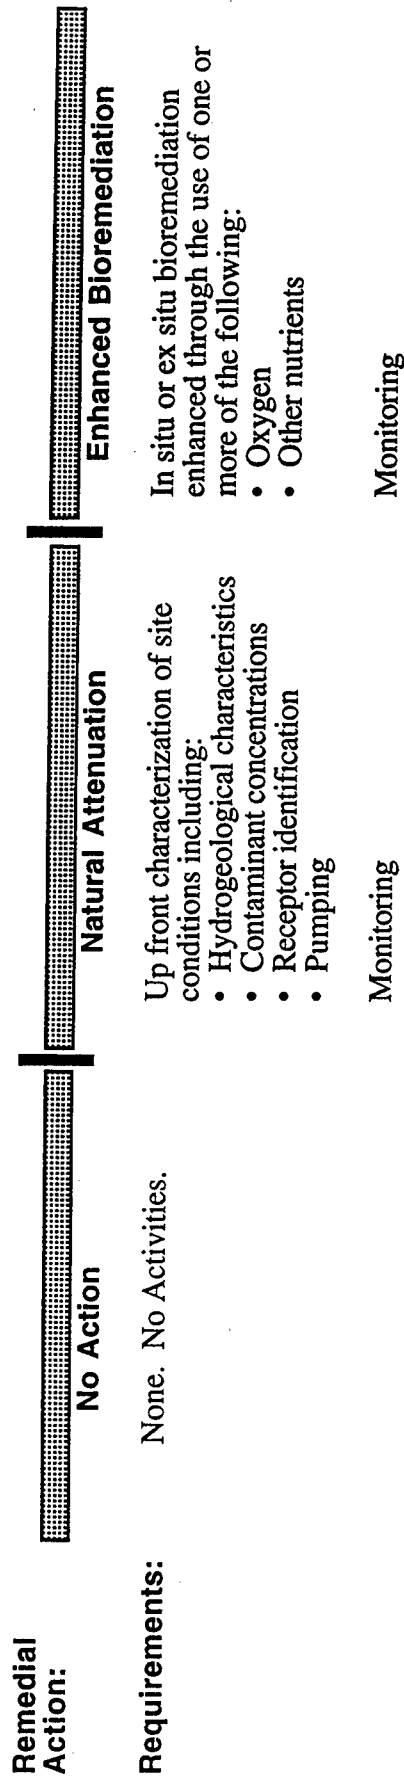 Remedial
Action:
No Action
Natural Attenuation
Enhanced Bioremediation
Requirements:
None. No Activities.
Up front characterization of site
conditions including:
• Hydrogeological characteristics
• Contaminant concentrations
• Receptor identification
• Pumping
Monitoring
In situ or ex situ bioremediation
enhanced through the use of one or
more of the following:
• Oxygen
• Other nutrients
Monitoring